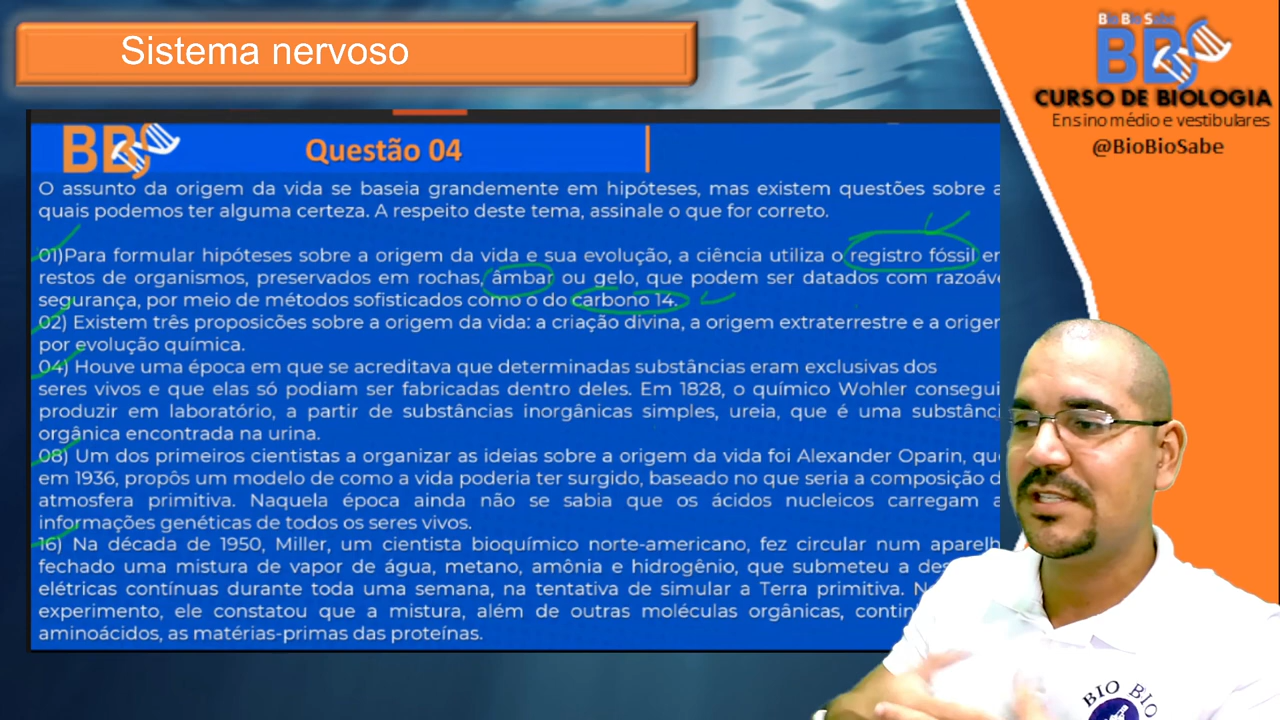 Sistema nervoso
Bio Bio Sabe
BB
CURSO DE BIOLOGIA
Ensino médio e vestibulares
@BioBioSabe
BB
Questão 04
O assunto da origem da vida se baseia grandemente em hipóteses, mas existem questões sobre a
quais podemos ter alguma certeza. A respeito deste tema, assinale o que for correto.
01)Para formular hipóteses sobre a origem da vida e sua evolução, a ciência utiliza o registro fóssil
restos de organismos, preservados em rochas, âmbar ou gelo, que podem ser datados com razoáve
segurança, por meio de métodos sofisticados como o do carbono 14.
02) Existem três proposicões sobre a origem da vida: a criação divina, a origem extraterrestre e a orige
por evolução química.
04) Houve uma época em que se acreditava que determinadas substâncias eram exclusivas dos
seres vivos e que elas só podiam ser fabricadas dentro deles. Em 1828, o químico Wohler consegui
produzir em laboratório, a partir de substâncias inorgânicas simples, ureia, que é uma substânci
orgânica encontrada na urina.
08) Um dos primeiros cientistas a organizar as ideias sobre a origem da vida foi Alexander Oparin, qu
em 1936, propôs um modelo de como a vida poderia ter surgido, baseado no que seria a composição d
atmosfera primitiva. Naquela época ainda não se sabia que os ácidos nucleicos carregam a
informações genéticas de todos os seres vivos.
16) Na década de 1950, Miller, um cientista bioquímico norte-americano, fez circular num aparelh
fechado uma mistura de vapor de água, metano, amônia e hidrogênio, que submeteu a des
elétricas contínuas durante toda uma semana, na tentativa de simular a Terra primitiva.
experimento, ele constatou que a mistura, além de outras moléculas orgânicas,
aminoácidos, as matérias-primas das proteínas.
BIO BIO